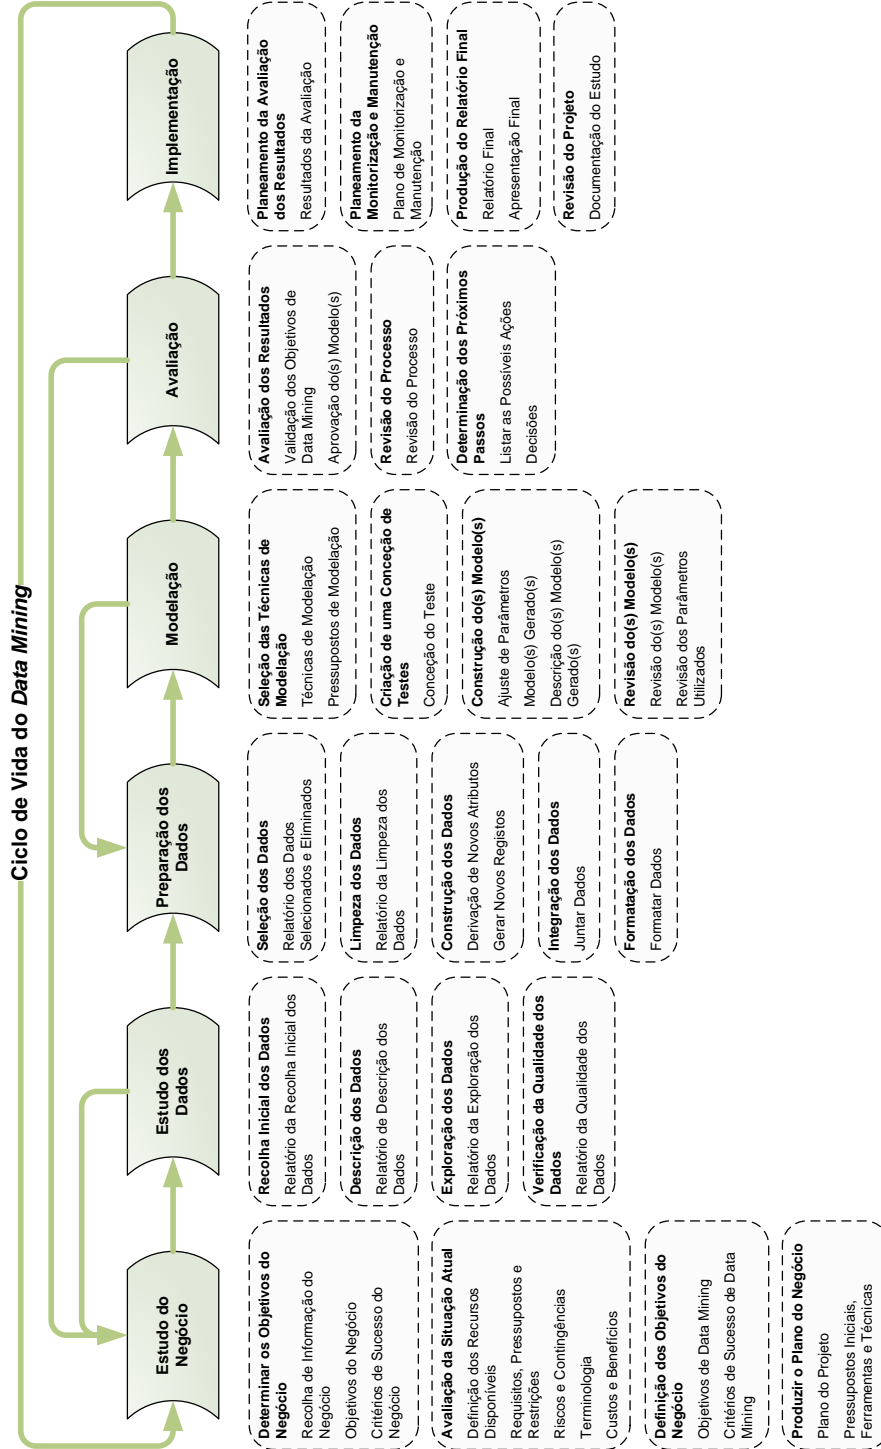 Ciclo de Vida do Data Mining
Estudo do
Negócio
Estudo dos
Dados
Preparação dos
Dados
Modelação
Avaliação
Implementação
Determinar os Objetivos do
Negócio
Recolha de Informação do
Negócio
Objetivos do Negócio
Critérios de Sucesso do
Negócio
Avaliação da Situação Atual
Definição dos Recursos
Disponíveis
Requisitos, Pressupostos e
Restrições
Riscos e Contingências
Terminologia
Custos e Benefícios
Definição dos Objetivos do
Negócio
Objetivos de Data Mining
Critérios de Sucesso de Data
Mining
Produzir o Plano do Negócio
Plano do Projeto
Pressupostos Iniciais,
Ferramentas e Técnicas
Recolha Inicial dos Dados
Relatório da Recolha Inicial dos
Dados
Descrição dos Dados
Relatório de Descrição dos
Dados
Exploração dos Dados
Relatório da Exploração dos
Dados
Verificação da Qualidade dos
Dados
Relatório da Qualidade dos
Dados
Seleção dos Dados
Relatório dos Dados
Selecionados e Eliminados
Limpeza dos Dados
Relatório da Limpeza dos
Dados
Construção dos Dados
Derivação de Novos Atributos
Gerar Novos Registos
Integração dos Dados
Juntar Dados
Formatação dos Dados
Formatar Dados
Seleção das Técnicas de
Modelação
Técnicas de Modelação
Pressupostos de Modelação
Criação de uma Conceção de
Testes
Conceção do Teste
Construção do(s) Modelo(s)
Ajuste de Parâmetros
Modelo(s) Gerado(s)
Descrição do(s) Modelo(s)
Gerado(s)
Revisão do(s) Modelo(s)
Revisão do(s) Modelo(s)
Revisão dos Parâmetros
Utilizados
Avaliação dos Resultados
Validação dos Objetivos de
Data Mining
Aprovação do(s) Modelo(s)
Revisão do Processo
Revisão do Processo
Determinação dos Próximos
Passos
Listar as Possíveis Ações
Decisões
Planeamento da Avaliação
dos Resultados
Resultados da Avaliação
Planeamento da
Monitorização e Manutenção
Plano de Monitorização e
Manutenção
Produção do Relatório Final
Relatório Final
Apresentação Final
Revisão do Projeto
Documentação do Estudo